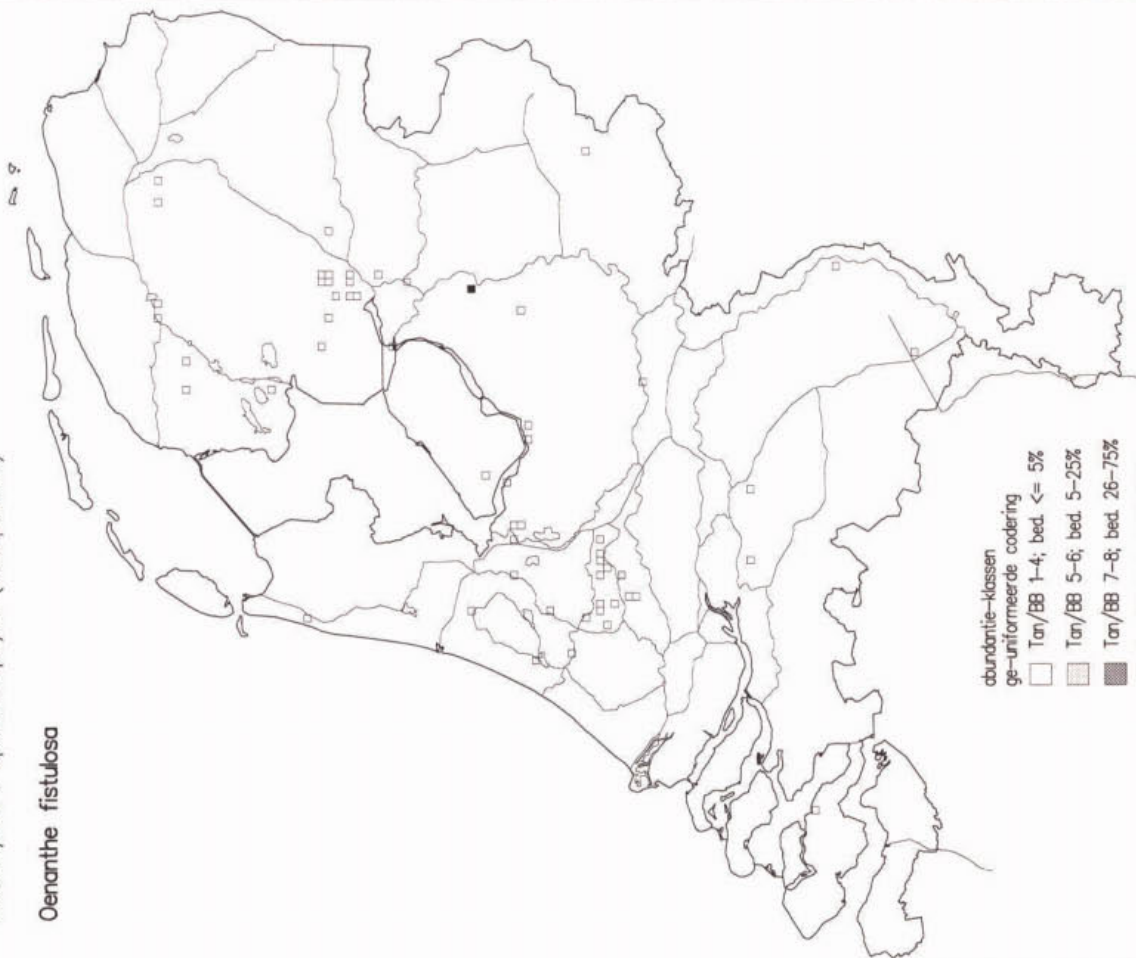 Oenanthe fistulosa
abundantie-klassen
ge-uniformeerde codering
Tan/BB 1-4; bed. <= 5%
Tan/BB 5-6; bed. 5-25%
Tan/BB 7-8; bed. 26-75%